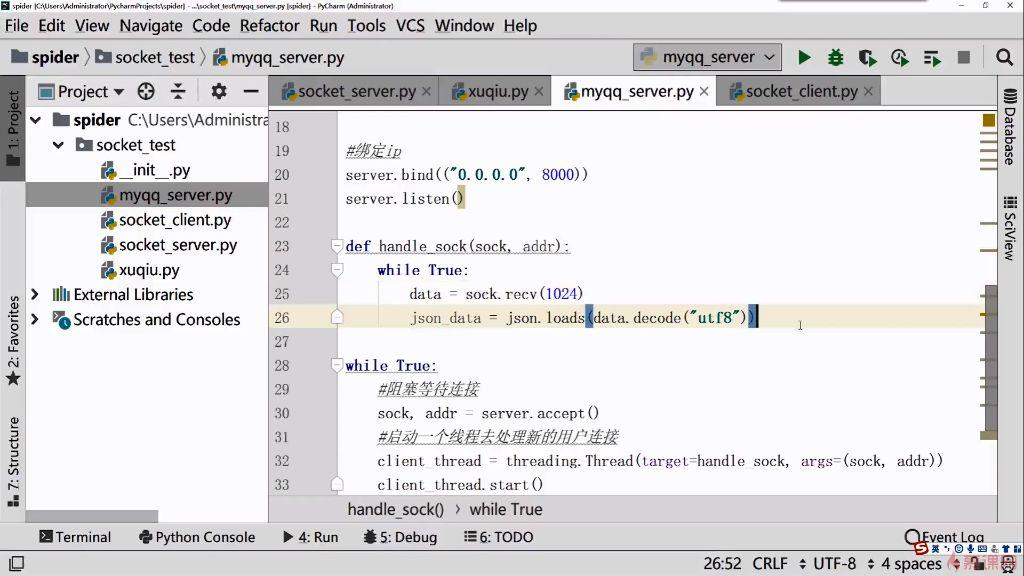 spider [C:\Users\Administrator\PycharmProjects\spider] - ...\socket_test\myqq_server.py [spider] - PyCharm (Administrator)
File Edit View Navigate Code Refactor Run Tools VCS Window Help
spider socket_test myqq_server.py myqq_server
Project socket_server.py xuqiu.py myqq_server.py socket_client.py
1: Project
2: Favorites
7: Structure
spider C:\Users\Administra
socket_test
__init__.py
myqq_server.py
socket_client.py
socket_server.py
xuqiu.py
External Libraries
Scratches and Consoles
18
19 #绑定ip
20 server.bind(("0.0.0.0", 8000))
21 server.listen()
22
23 def handle_sock(sock, addr):
24 while True:
25 data = sock.recv(1024)
26 json_data = json.loads(data.decode("utf8"))
27
28 while True:
29 #阻塞等待连接
30 sock, addr = server.accept()
31 #启动一个线程去处理新的用户连接
32 client_thread = threading.Thread(target=handle_sock, args=(sock, addr))
33 client_thread.start()
handle_sock() › while True
Database
SciView
Terminal Python Console 4: Run 5: Debug 6: TODO Event Log
26:52 CRLF UTF-8 4 spaces
英